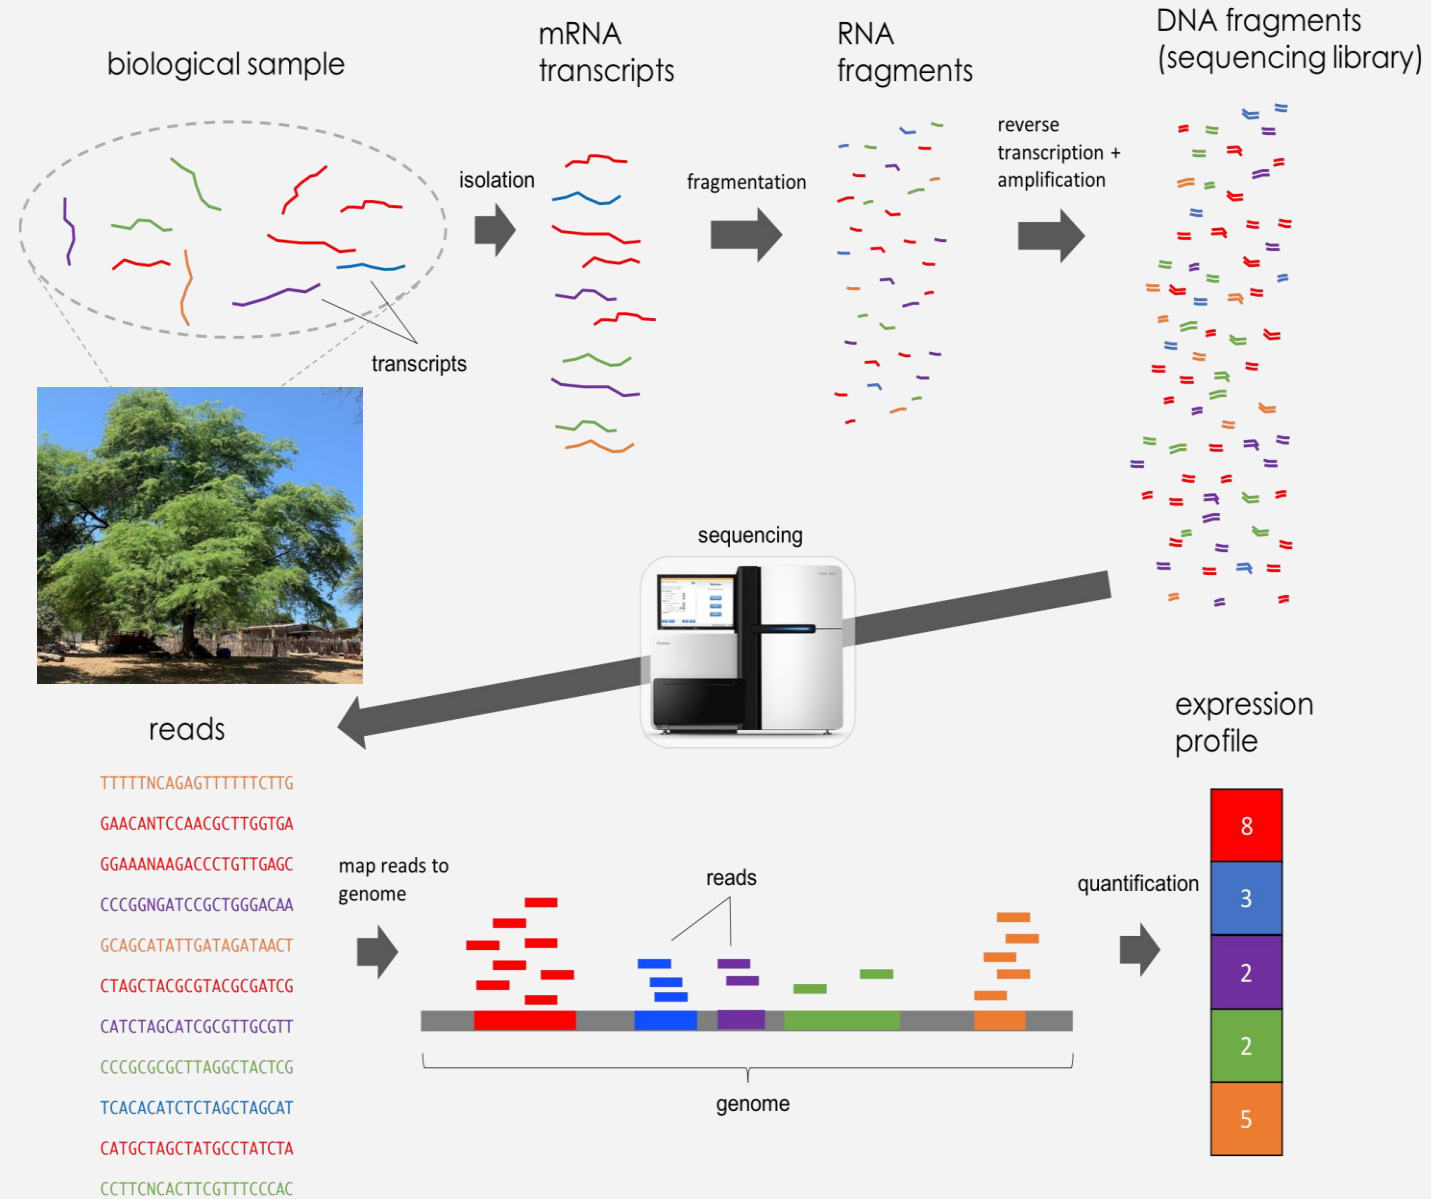 biological sample
mRNA
transcripts
RNA
fragments
DNA fragments
(sequencing library)
isolation
fragmentation
reverse
transcription +
amplification
transcripts
sequencing
reads
TTTTTNCAGAGTTTTTTCTTG
GAACANTCCAACGCTTGGTGA
GGAAANAAGACCCTGTTGAGC
CCCGGNGATCCGCTGGGACAA
GCAGCATATTGATAGATAACT
CTAGCTACGCGTACGCGATCG
CATCTAGCATCGCGTTGCGTT
CCCGCGCGCTTAGGCTACTCG
TCACACATCTCTAGCTAGCAT
CATGCTAGCTATGCCTATCTA
CCTTCNCACTTCGTTTCCCAC
map reads to
genome
reads
genome
quantification
expression
profile
8
3
2
2
5